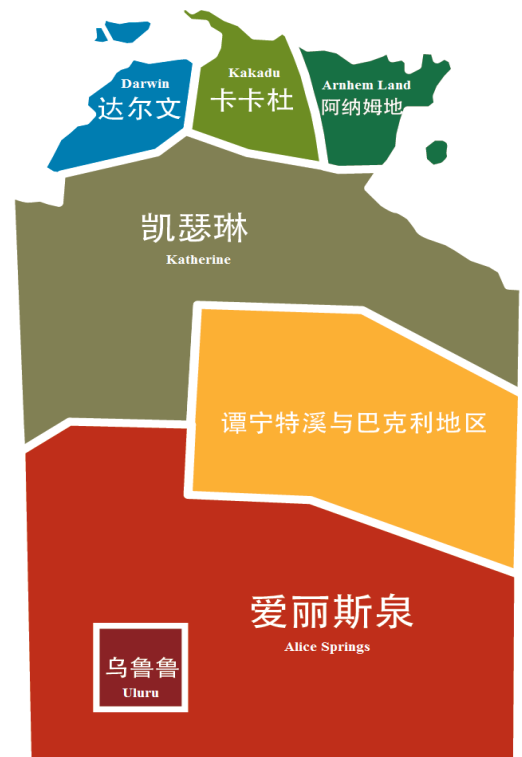 Darwin
达尔文
Kakadu
卡卡杜
Arnhem Land
阿纳姆地
凯瑟琳
Katherine
谭宁特溪与巴克利地区
爱丽斯泉
Alice Springs
乌鲁鲁
Uluru